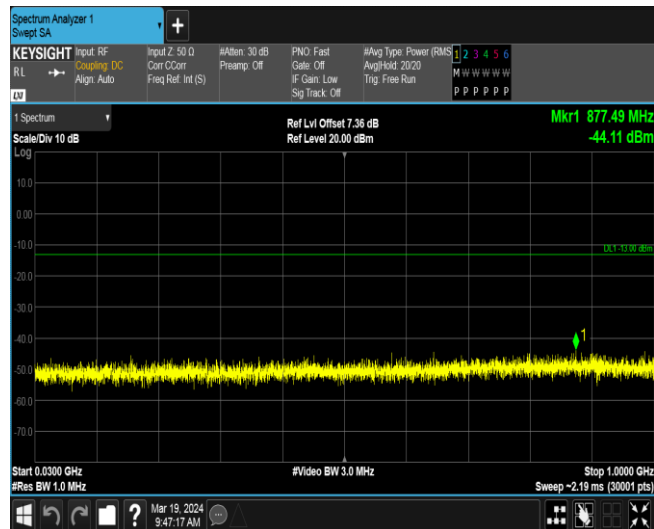 Spectrum Analyzer 1
Swept SA
+
KEYSIGHT
RL
LXI
Input: RF
Coupling: DC
Align: Auto
Input Z: 50 Ω
Corr CCorr
Freq Ref: Int (S)
#Atten: 30 dB
Preamp: Off
PNO: Fast
Gate: Off
IF Gain: Low
Sig Track: Off
#Avg Type: Power (RMS
Avg|Hold: 20/20
Trig: Free Run
1 2 3 4 5 6
M W W W W W
P P P P P P
1 Spectrum
Scale/Div 10 dB
Log
Ref Lvl Offset 7.36 dB
Ref Level 20.00 dBm
Mkr1 877.49 MHz
-44.11 dBm
10.0
0.00
-10.0
DL1 -13.00 dBm
-20.0
-30.0
-40.0
1
-50.0
-60.0
-70.0
Start 0.0300 GHz
#Res BW 1.0 MHz
#Video BW 3.0 MHz
Stop 1.0000 GHz
Sweep ~2.19 ms (30001 pts)
?
Mar 19, 2024
9:47:17 AM